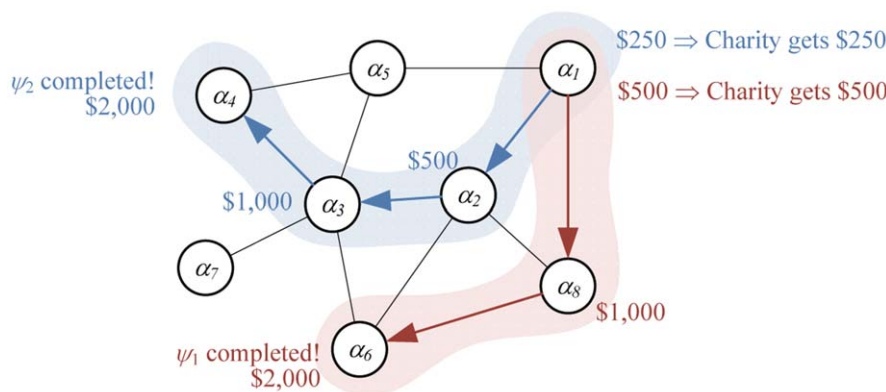 $250 ⇒ Charity gets $250
α5
α1
ψ2 completed!
$500 ⇒ Charity gets $500
$2,000
α4
$500
$1,000
α3
α2
α7
α8
$1,000
ψ1 completed!
α6
$2,000